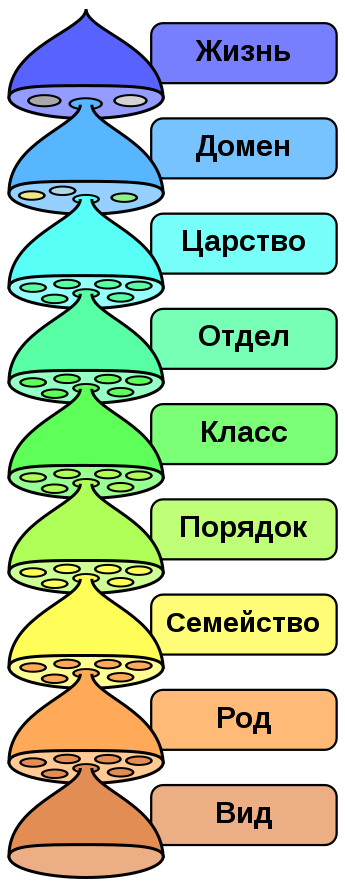 Жизнь
Домен
Царство
Отдел
Класс
Порядок
Семейство
Род
Вид